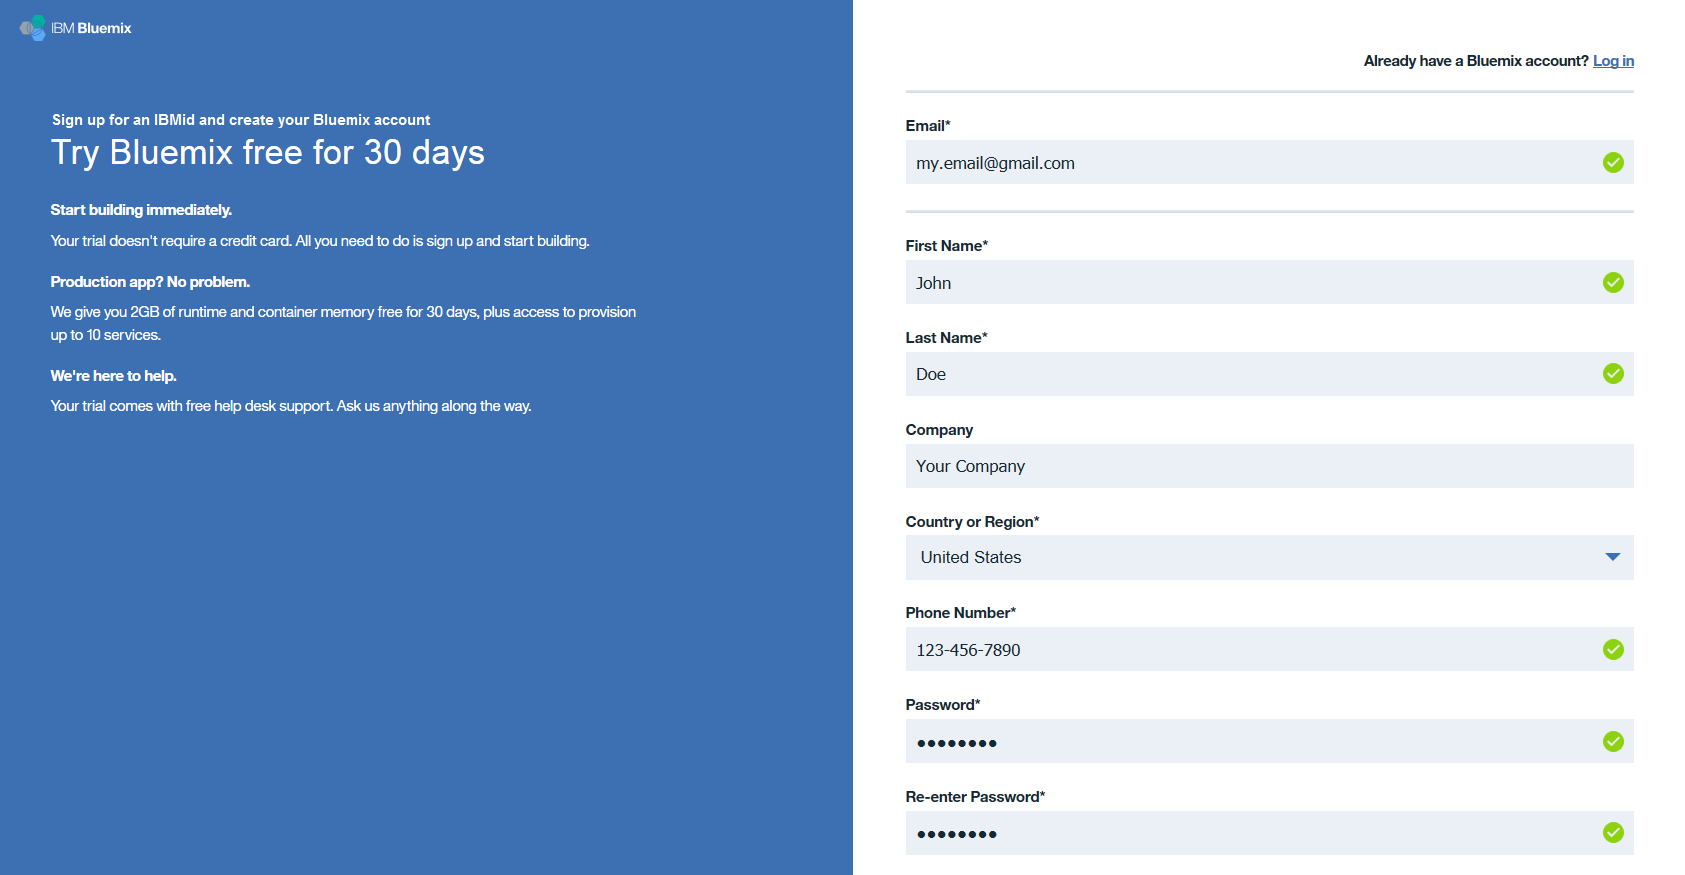 IBM Bluemix
Sign up for an IBMid and create your Bluemix account
Try Bluemix free for 30 days
Start building immediately.
Your trial doesn't require a credit card. All you need to do is sign up and start building.
Production app? No problem.
We give you 2GB of runtime and container memory free for 30 days, plus access to provision
up to 10 services.
We're here to help.
Your trial comes with free help desk support. Ask us anything along the way.
Already have a Bluemix account? Log in
Email*
my.email@gmail.com
First Name*
John
Last Name*
Doe
Company
Your Company
Country or Region*
United States
Phone Number*
123-456-7890
Password*
●●●●●●●●
Re-enter Password*
●●●●●●●●